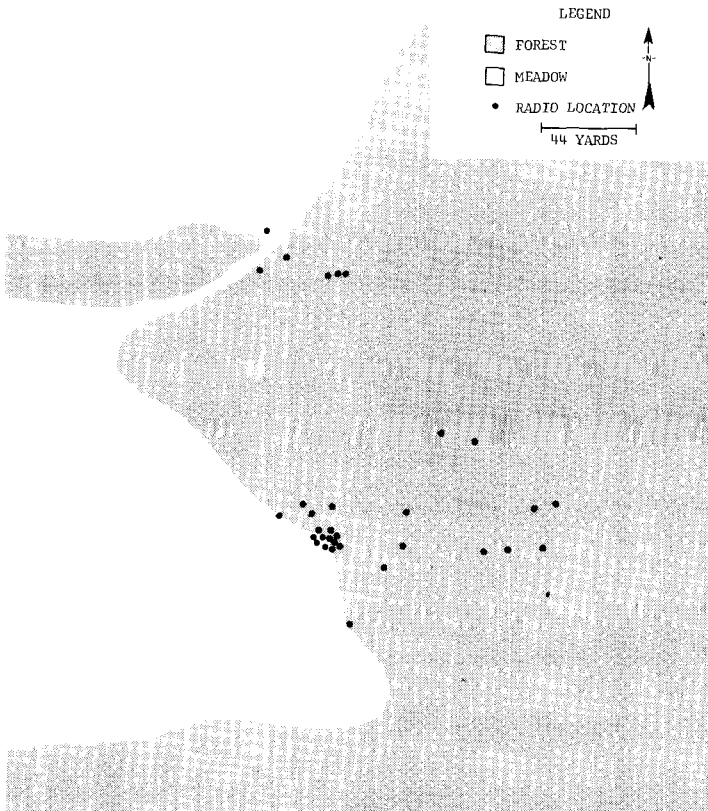 LEGEND
FOREST
-N-
MEADOW
RADIO LOCATION
44 YARDS